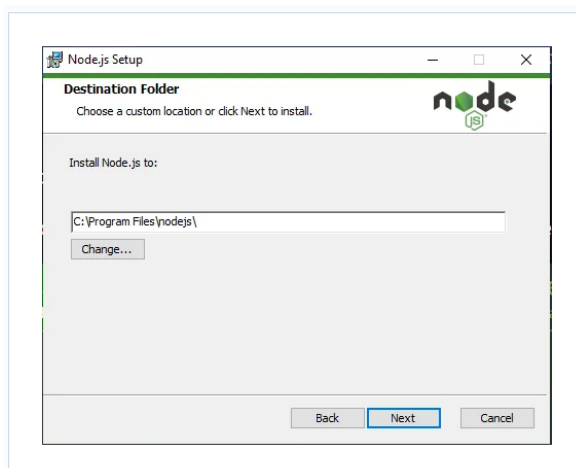 Node.js Setup
Destination Folder
Choose a custom location or click Next to install.
node
JS
Install Node.js to:
C:\Program Files\nodejs\
Change...
Back Next Cancel